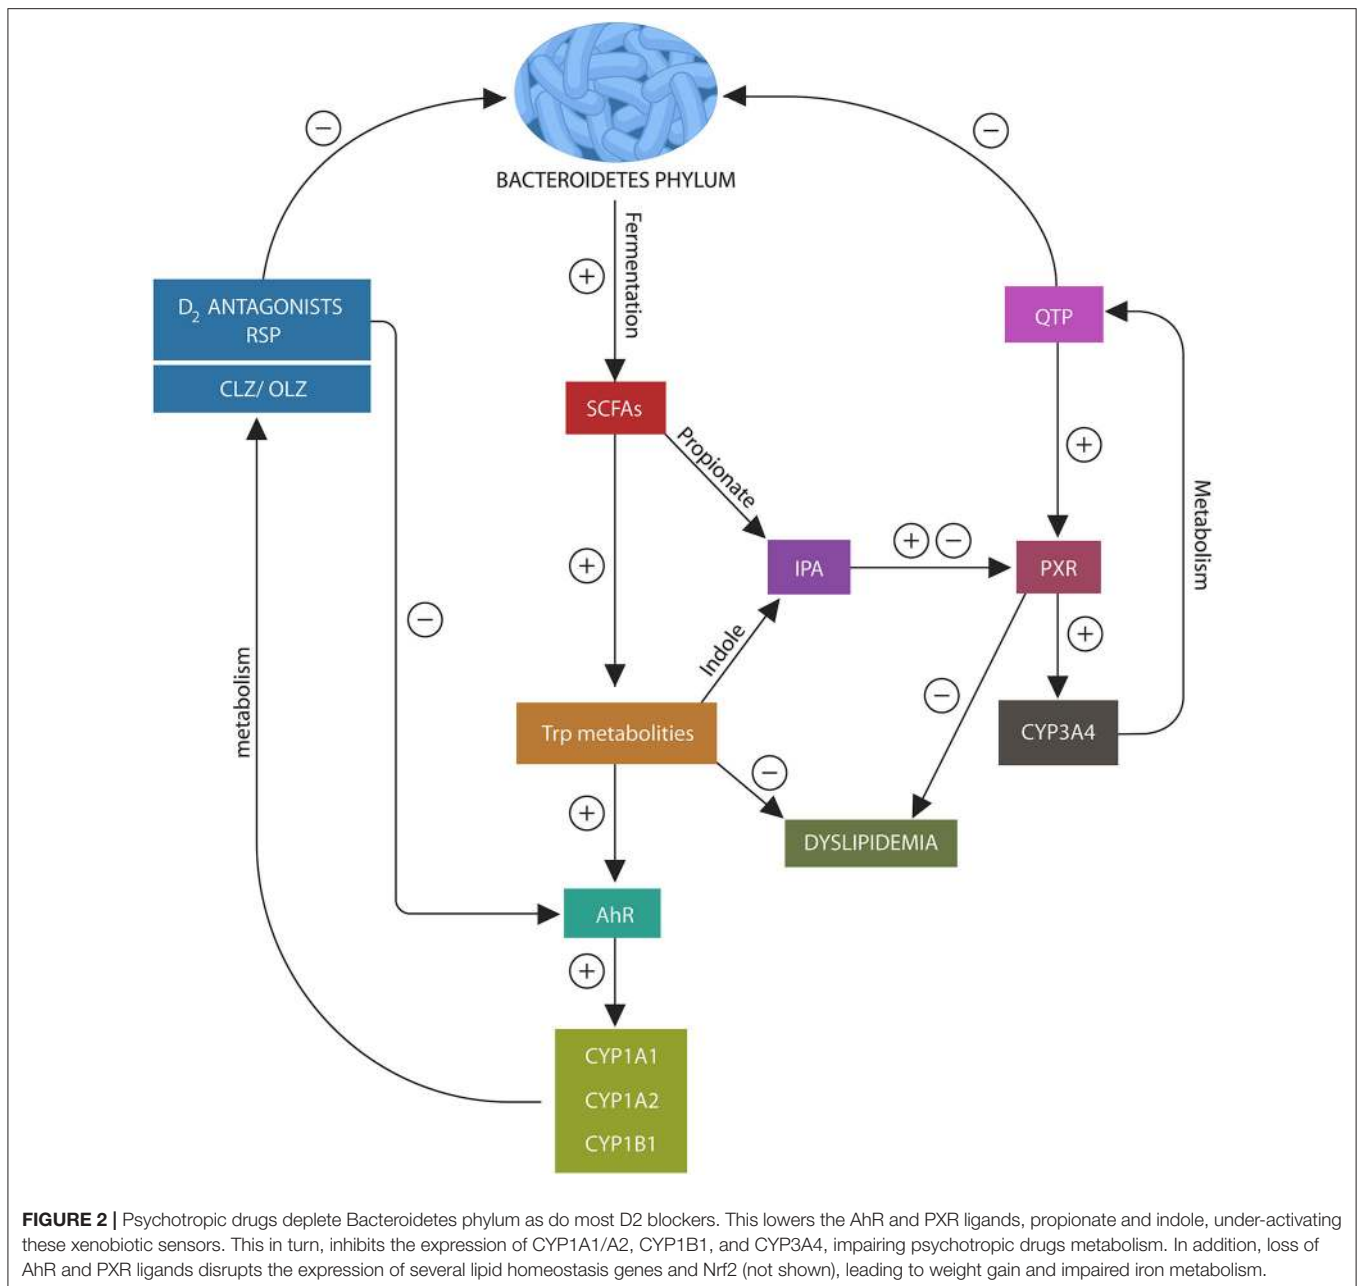 BACTEROIDETES PHYLUM
Fermentation
−
−
+
D2 ANTAGONISTS
RSP
CLZ/ OLZ
QTP
SCFAs
Propionate
+
Metabolism
+
IPA
+ −
PXR
−
Indole
+
metabolism
−
Trp metabolities
CYP3A4
−
+
DYSLIPIDEMIA
AhR
+
CYP1A1
CYP1A2
CYP1B1
FIGURE 2 | Psychotropic drugs deplete Bacteroidetes phylum as do most D2 blockers. This lowers the AhR and PXR ligands, propionate and indole, under-activating
these xenobiotic sensors. This in turn, inhibits the expression of CYP1A1/A2, CYP1B1, and CYP3A4, impairing psychotropic drugs metabolism. In addition, loss of
AhR and PXR ligands disrupts the expression of several lipid homeostasis genes and Nrf2 (not shown), leading to weight gain and impaired iron metabolism.